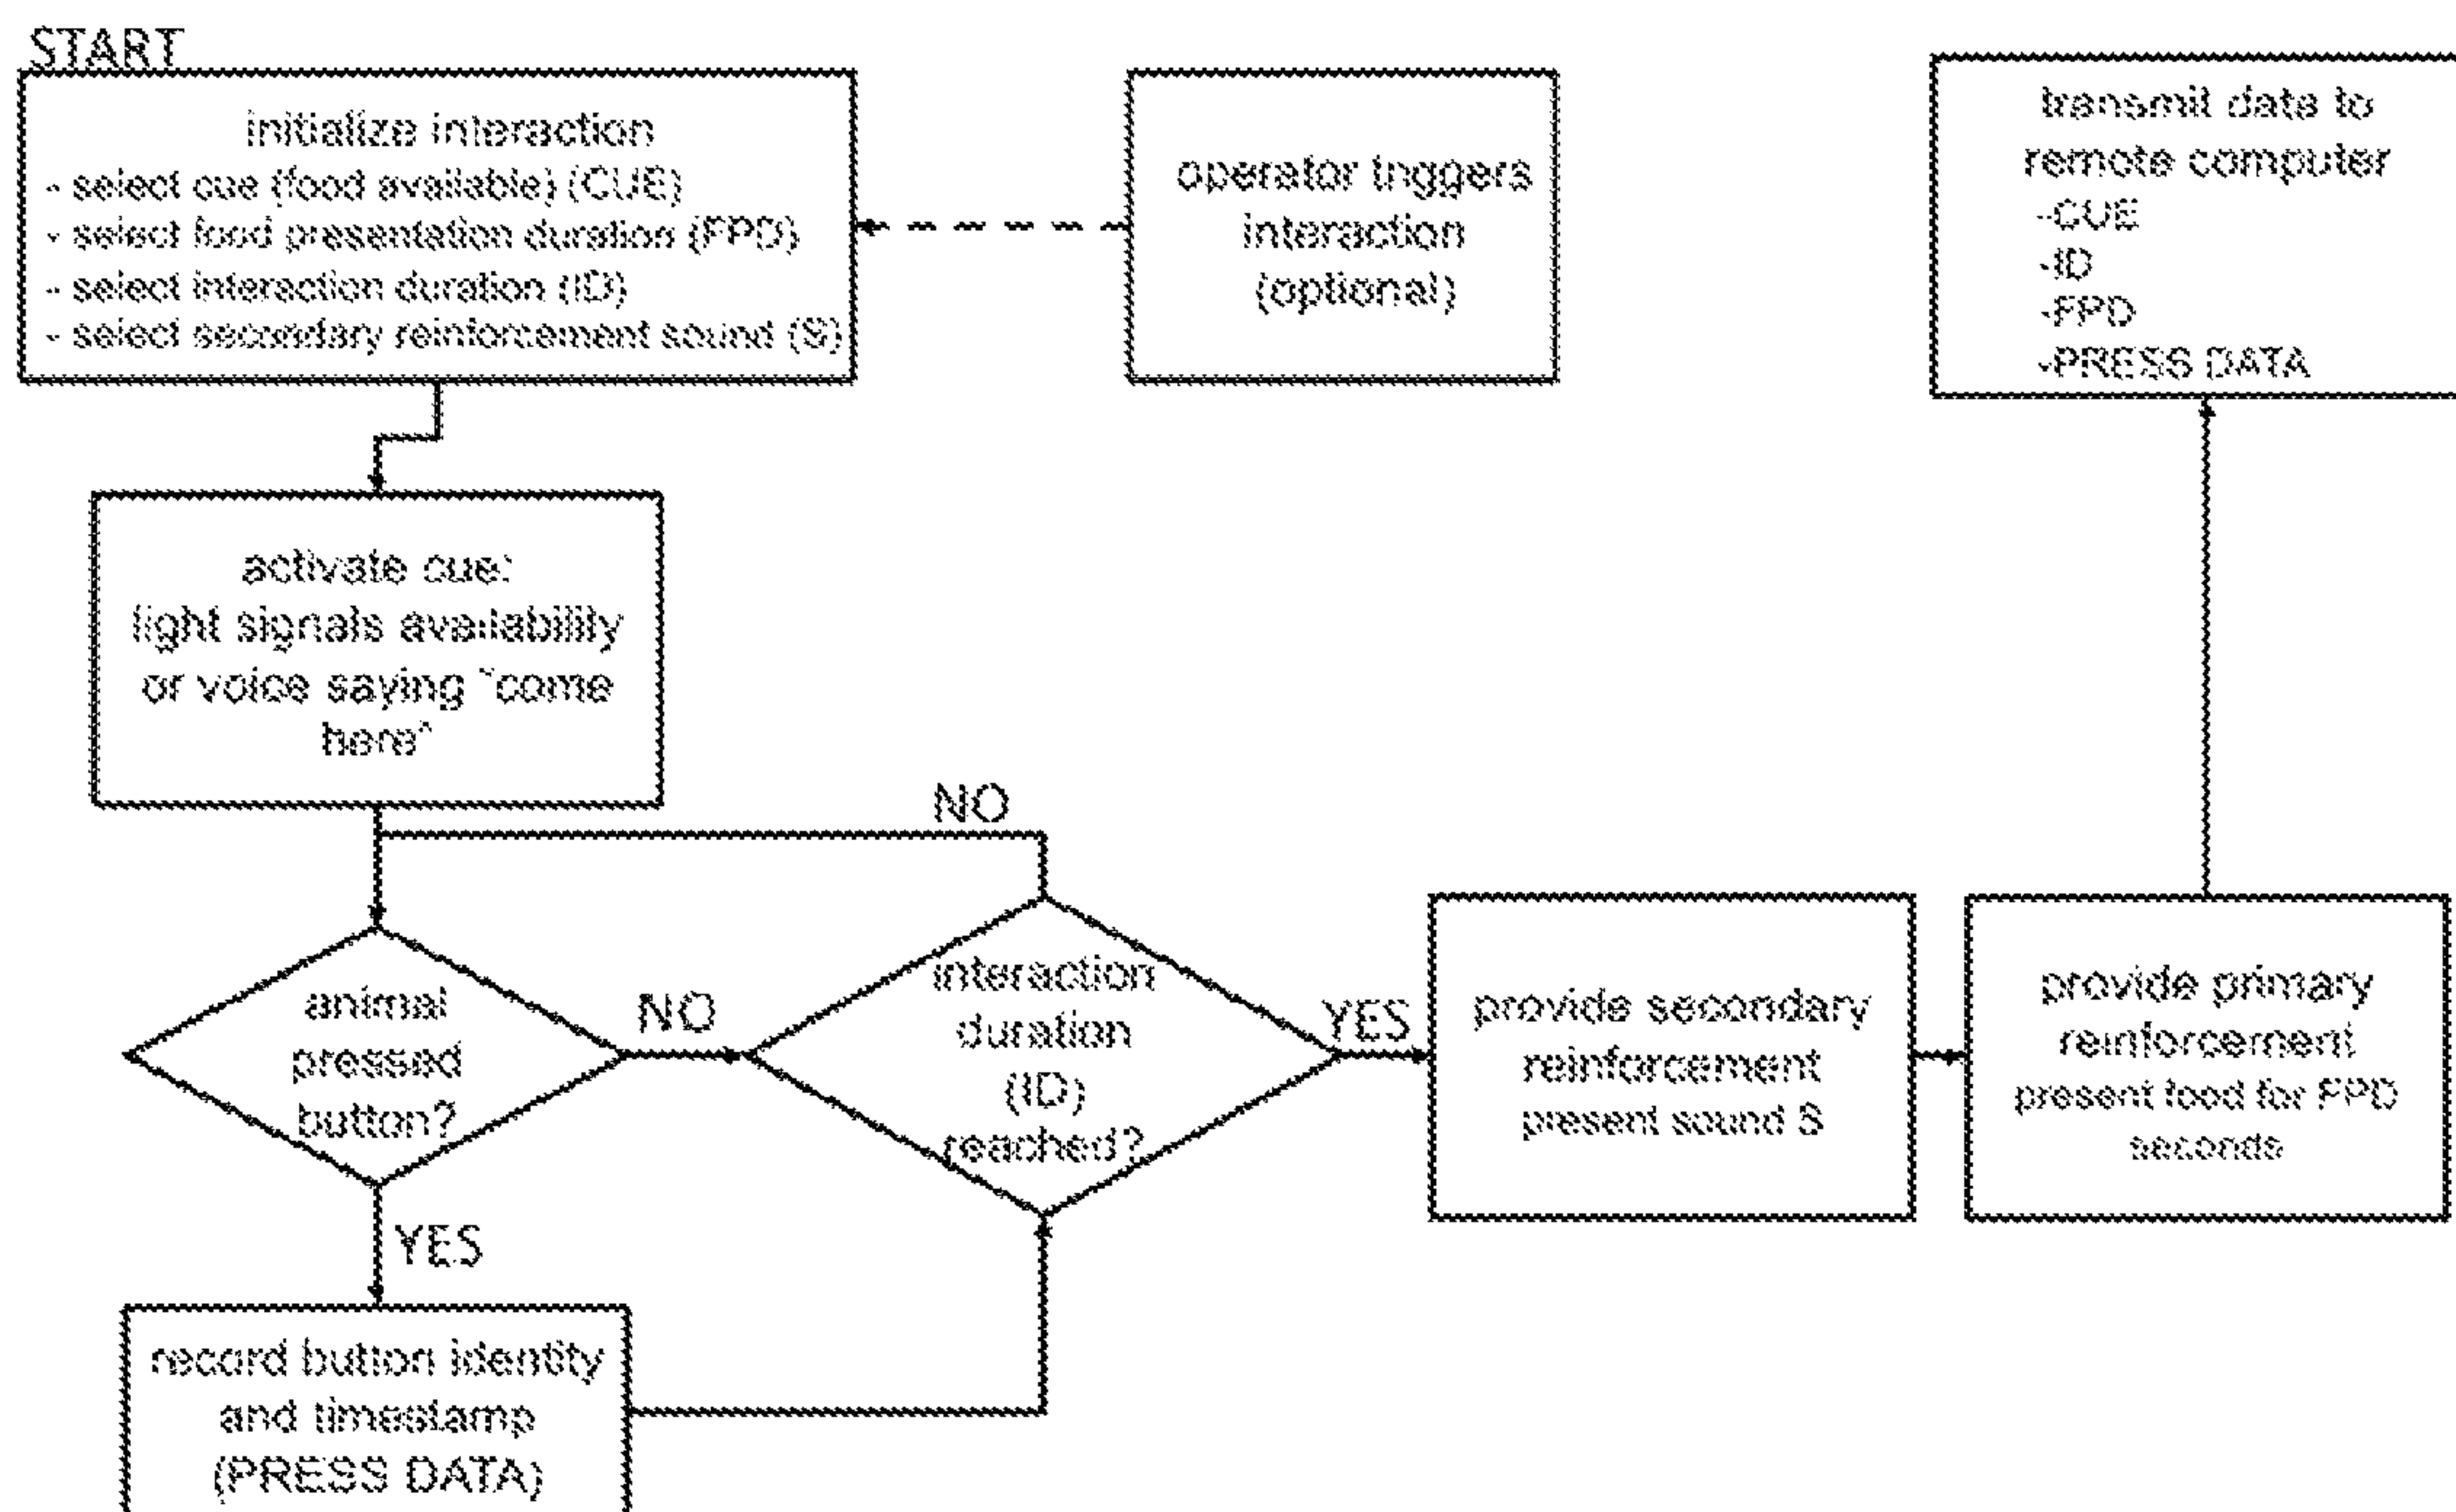 START
initialize interaction
- select cue (food available) (CUE)
- select food presentation duration (FPD)
- select interaction duration (ID)
- select secondary reinforcement sound (S)
operator triggers
interaction
(optional)
transmit data to
remote computer
-CUE
-ID
-FPD
-PRESS DATA
activate cue:
light signals availability
or voice saying "come
here"
NO
animal
pressed
button?
NO
interaction
duration
(ID)
reached?
YES
provide secondary
reinforcement
present sound S
provide primary
reinforcement
present food for FPD
seconds
YES
record button identity
and timestamp
(PRESS DATA)